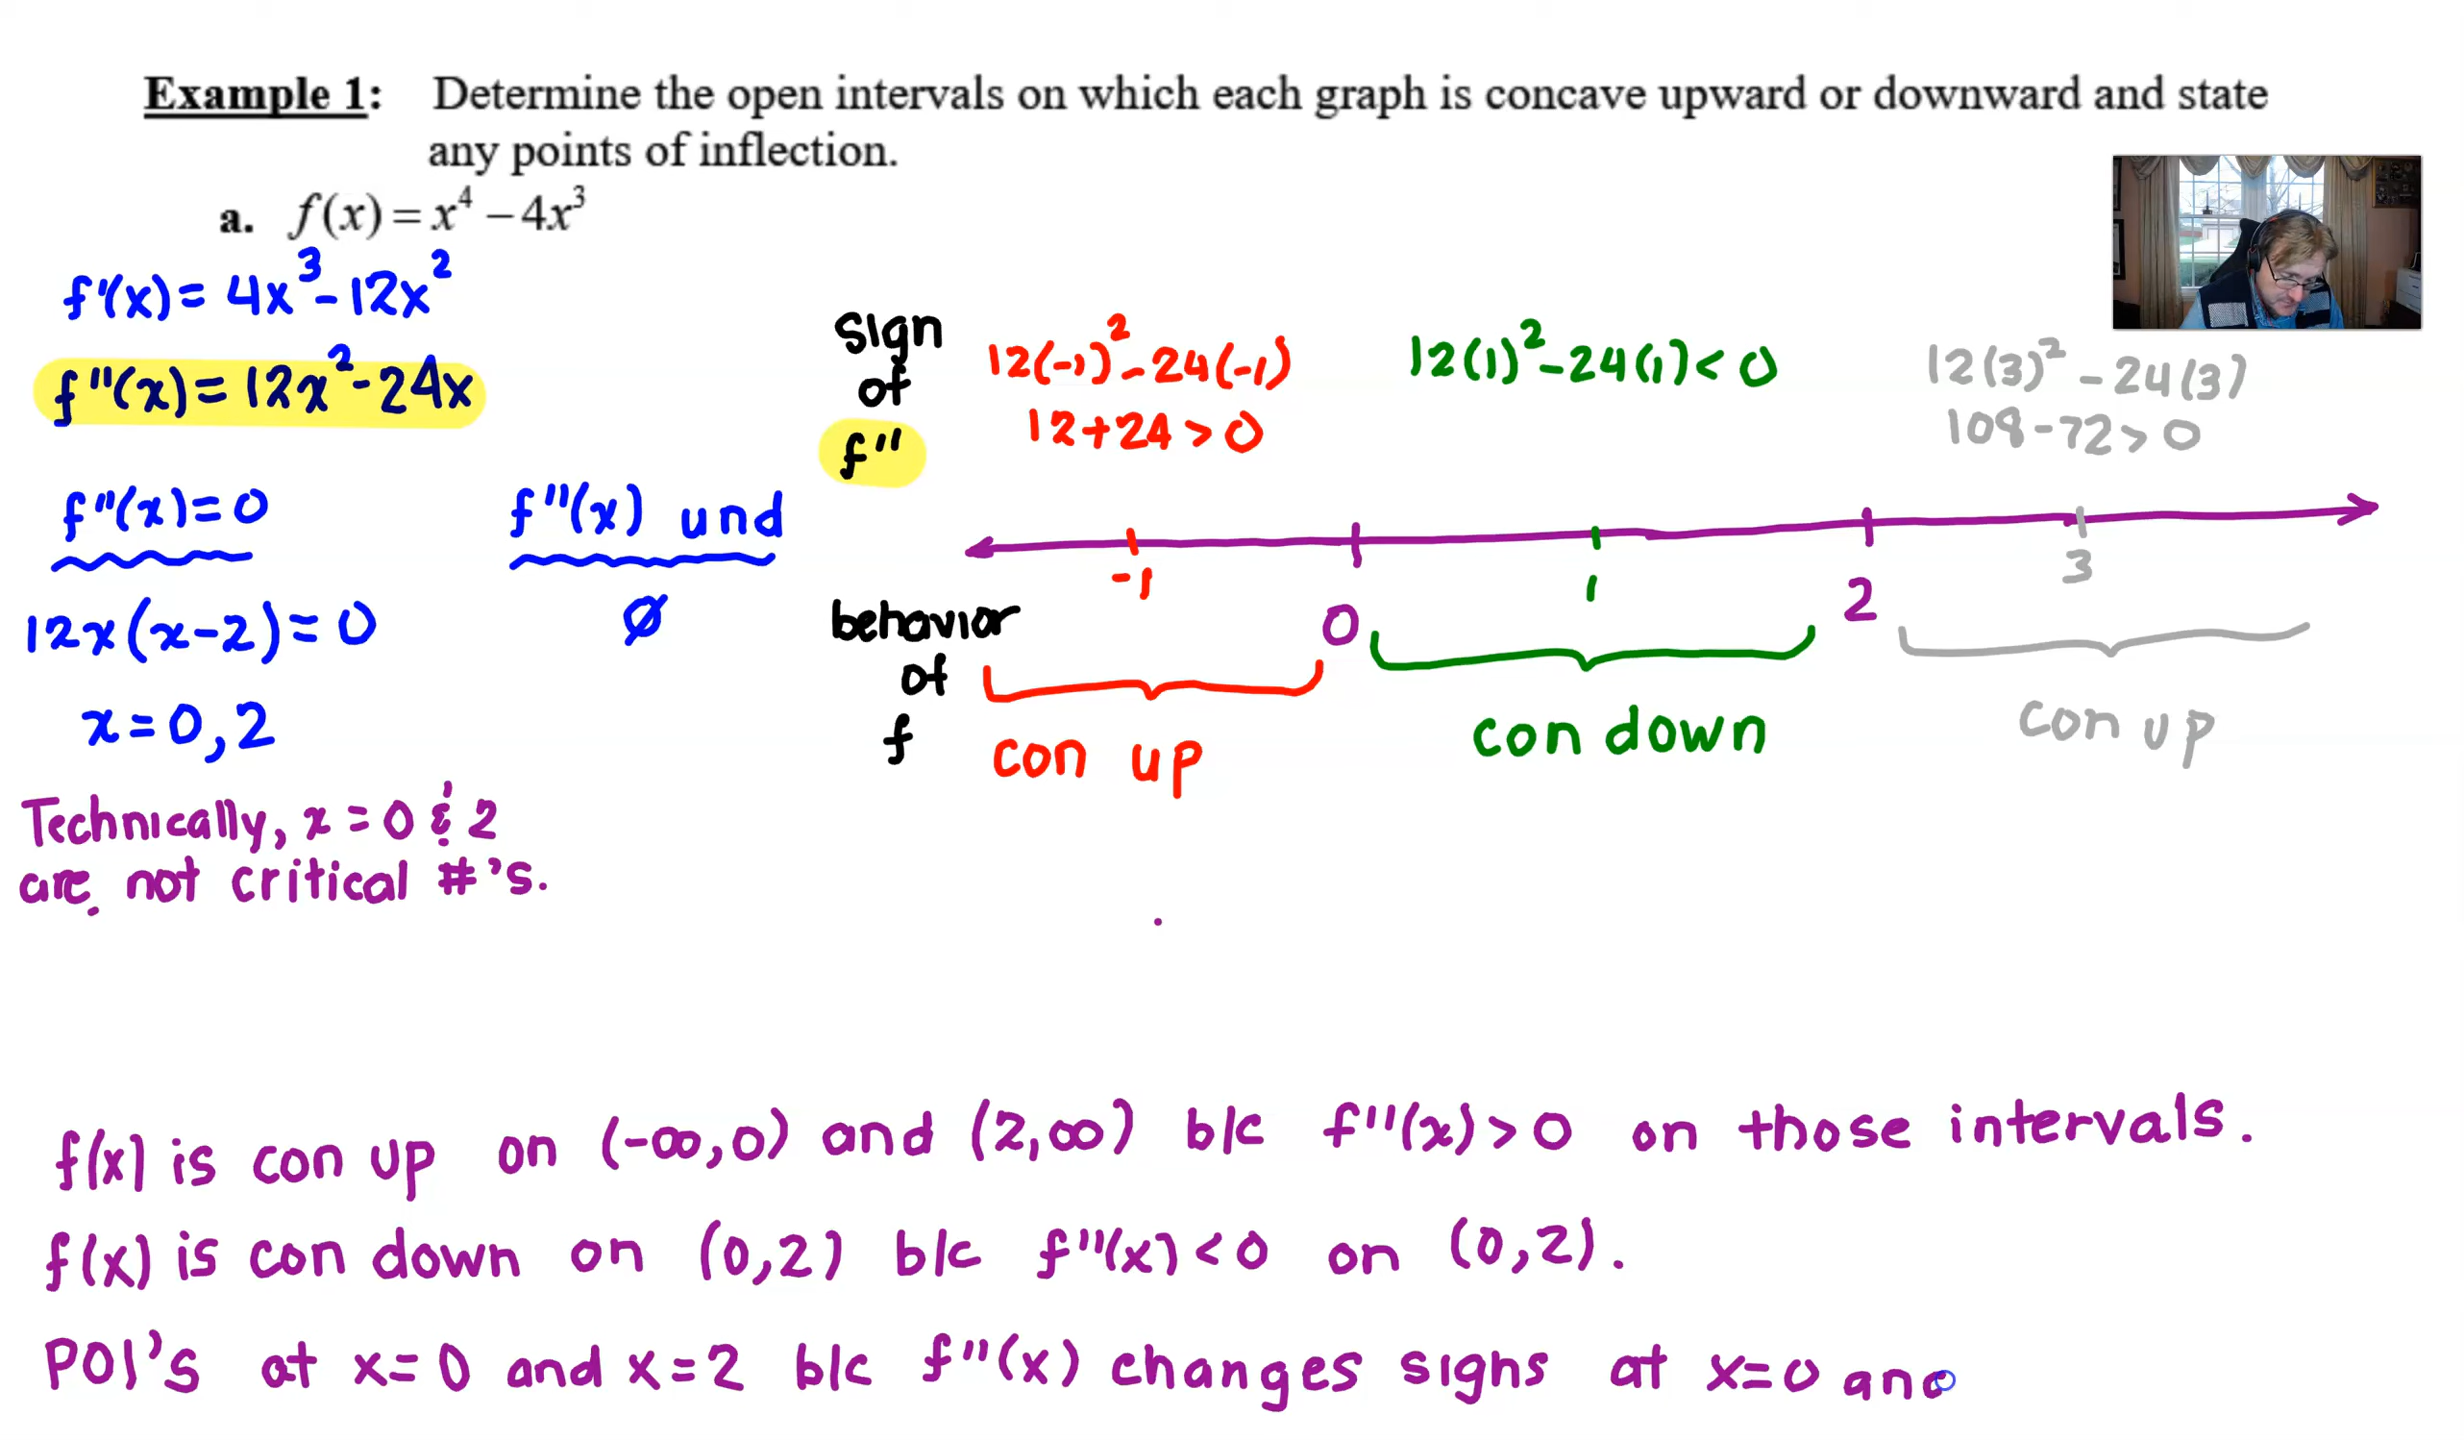 Example 1: Determine the open intervals on which each graph is concave upward or downward and state
any points of inflection.
a. f(x) = x⁴ – 4x³
f'(x) = 4x³ - 12x²
f''(x) = 12x² - 24x
f''(x) = 0
12x(x-2) = 0
x = 0, 2
f''(x) und
∅
Technically, x = 0 & 2
are not critical #'s.
sign
of
f''
12(-1)² - 24(-1)
12 + 24 > 0
12(1)² - 24(1) < 0
12(3)² - 24(3)
108 - 72 > 0
-1 0 1 2 3
behavior
of
f
con up
con down
con up
f(x) is con up on (-∞,0) and (2,∞) b/c f''(x) > 0 on those intervals.
f(x) is con down on (0,2) b/c f''(x) < 0 on (0,2).
POI's at x=0 and x=2 b/c f''(x) changes signs at x=0 and